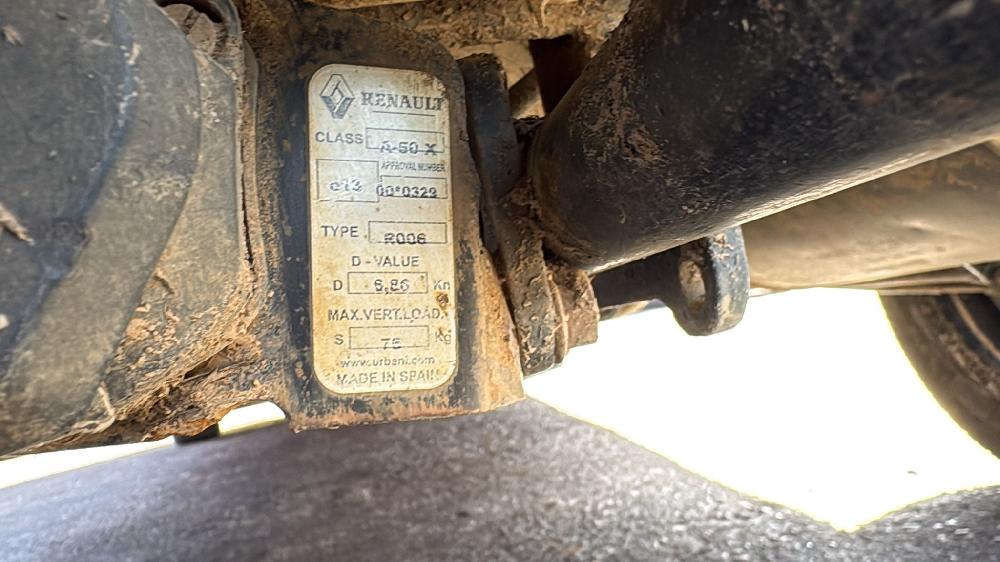 RENAULT
CLASS A-50 X
APPROVAL NUMBER
e13 00*0329
TYPE R006
D - VALUE
D 6,86 Kn
MAX.VERT.LOAD.
S 75 Kg
www.urbeni.com
MADE IN SPAIN